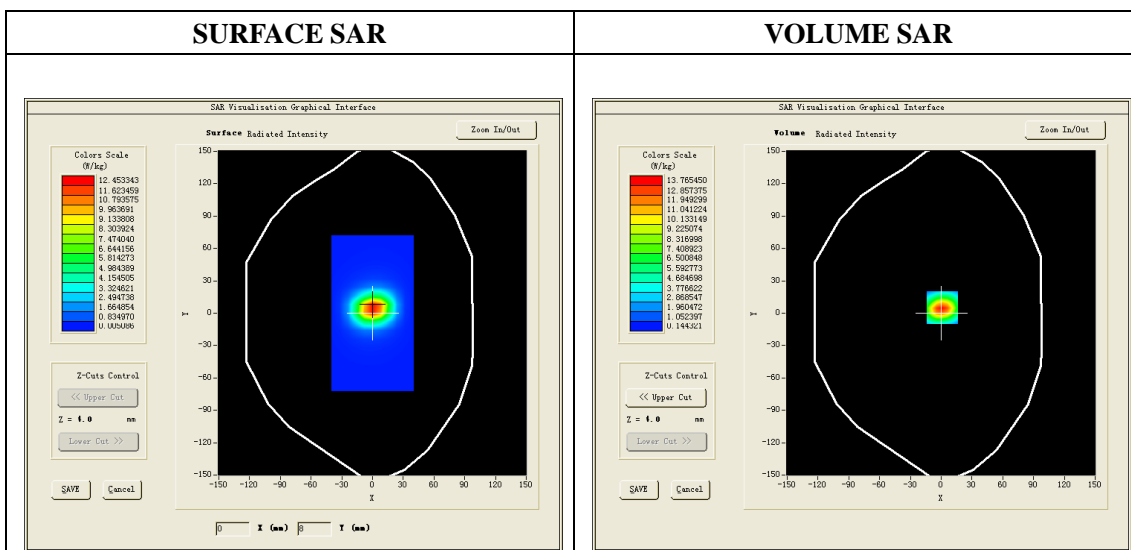 SURFACE SAR
VOLUME SAR
SAR Visualisation Graphical Interface
Surface Radiated Intensity
Zoom In/Out
Colors Scale
(W/kg)
12.453343
11.623459
10.793575
9.963691
9.133808
8.303924
7.474040
6.644156
5.814273
4.984389
4.154505
3.324621
2.494738
1.664854
0.834970
0.005086
150
120
90
60
30
0
-30
-60
-90
-120
-150
Y
-150 -120 -90 -60 -30 0 30 60 90 120 150
X
Z-Cuts Control
<< Upper Cut
Z = 4.0 mm
Lower Cut >>
SAVE Cancel
0 X (mm) 8 Y (mm)
SAR Visualisation Graphical Interface
Volume Radiated Intensity
Zoom In/Out
Colors Scale
(W/kg)
13.765450
12.857375
11.949299
11.041224
10.133149
9.225074
8.316998
7.408923
6.500848
5.592773
4.684698
3.776622
2.868547
1.960472
1.052397
0.144321
150
120
90
60
30
0
-30
-60
-90
-120
-150
Y
-150 -120 -90 -60 -30 0 30 60 90 120 150
X
Z-Cuts Control
<< Upper Cut
Z = 4.0 mm
Lower Cut >>
SAVE Cancel